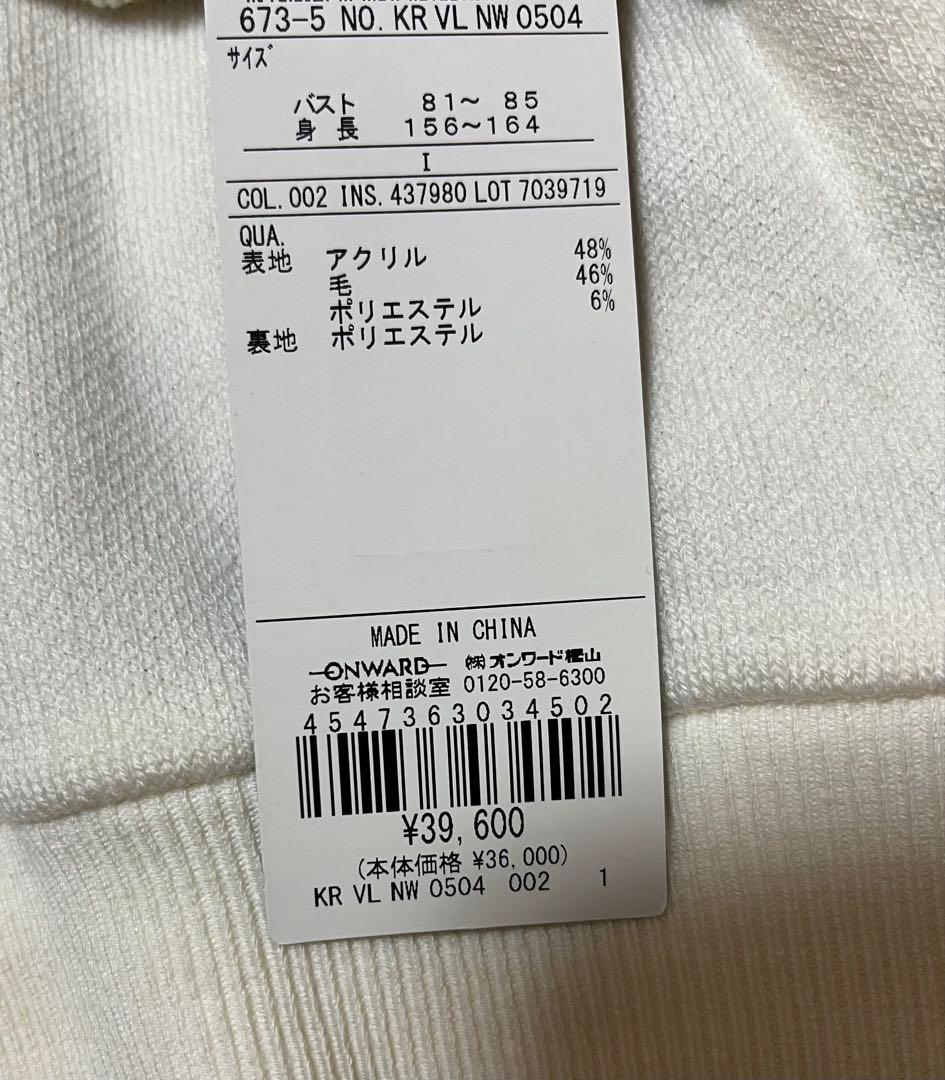 673-5 NO. KR VL NW 0504
サイズ
バスト 81〜 85
身 長 156〜164
I
COL. 002 INS. 437980 LOT 7039719
QUA.
表地 アクリル 48%
毛 46%
ポリエステル 6%
裏地 ポリエステル
MADE IN CHINA
ONWARD ㈱オンワード樫山
お客様相談室 0120-58-6300
4547363034502
¥39,600
(本体価格 ¥36,000)
KR VL NW 0504 002 1